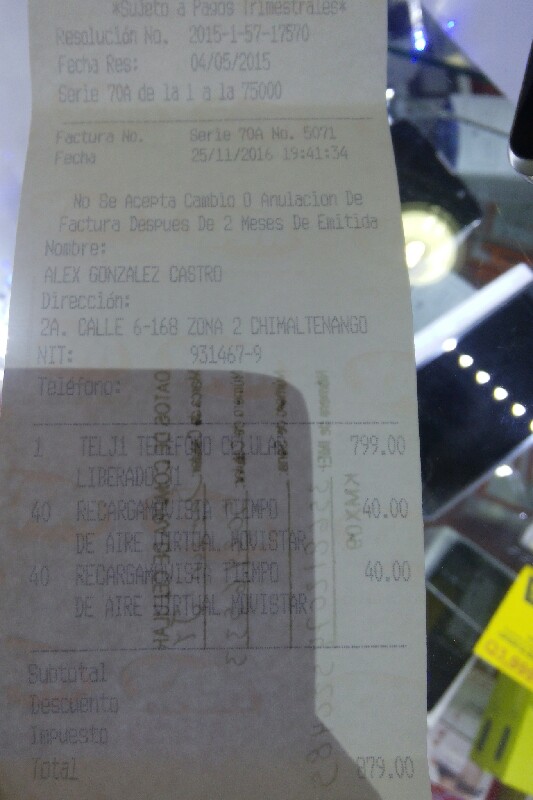 *Sujeto a Pagos Trimestrales*
Resolución No. 2015-1-57-17570
Fecha Res: 04/05/2015
Serie 70A de la 1 a la 75000
Factura No. Serie 70A No. 5071
Fecha 25/11/2016 19:41:34
No Se Acepta Cambio O Anulacion De
Factura Despues De 2 Meses De Emitida
Nombre:
ALEX GONZALEZ CASTRO
Dirección:
2A. CALLE 6-168 ZONA 2 CHIMALTENANGO
NIT: 931467-9
Teléfono:
1 TELJ1 TELEFONO CELULAR 799.00
LIBERADO J1
40 RECARGAMOVISTA TIEMPO 40.00
DE AIRE VIRTUAL MOVISTAR
40 RECARGAMOVISTA TIEMPO 40.00
DE AIRE VIRTUAL MOVISTAR
Subtotal
Descuento
Impuesto
Total 879.00